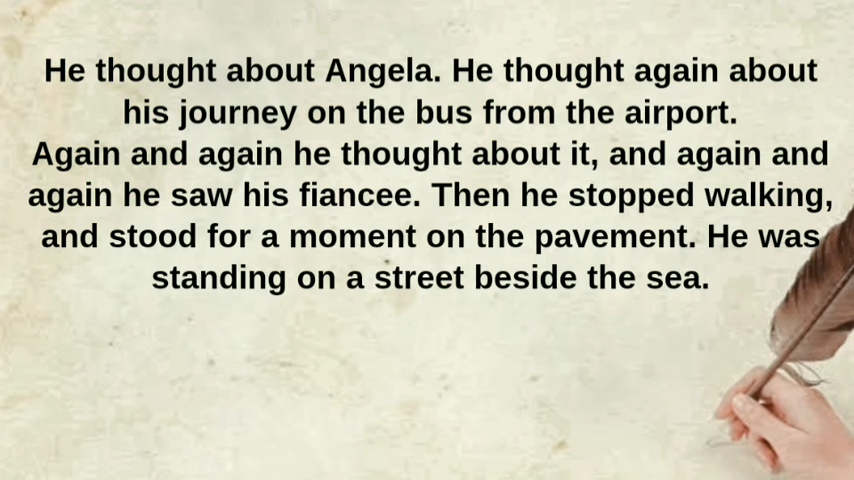 He thought about Angela. He thought again about
his journey on the bus from the airport.
Again and again he thought about it, and again and
again he saw his fiancee. Then he stopped walking,
and stood for a moment on the pavement. He was
standing on a street beside the sea.